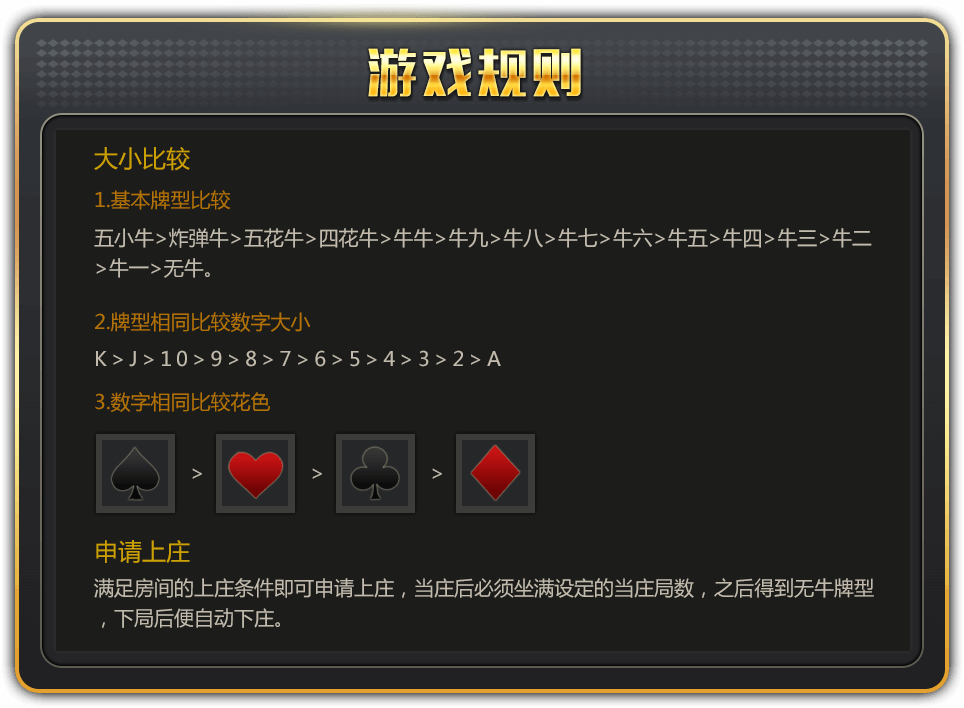 游戏规则
大小比较
1.基本牌型比较
五小牛>炸弹牛>五花牛>四花牛>牛牛>牛九>牛八>牛七>牛六>牛五>牛四>牛三>牛二
>牛一>无牛。
2.牌型相同比较数字大小
K>J>10>9>8>7>6>5>4>3>2>A
3.数字相同比较花色
> > >
申请上庄
满足房间的上庄条件即可申请上庄，当庄后必须坐满设定的当庄局数，之后得到无牛牌型
，下局后便自动下庄。